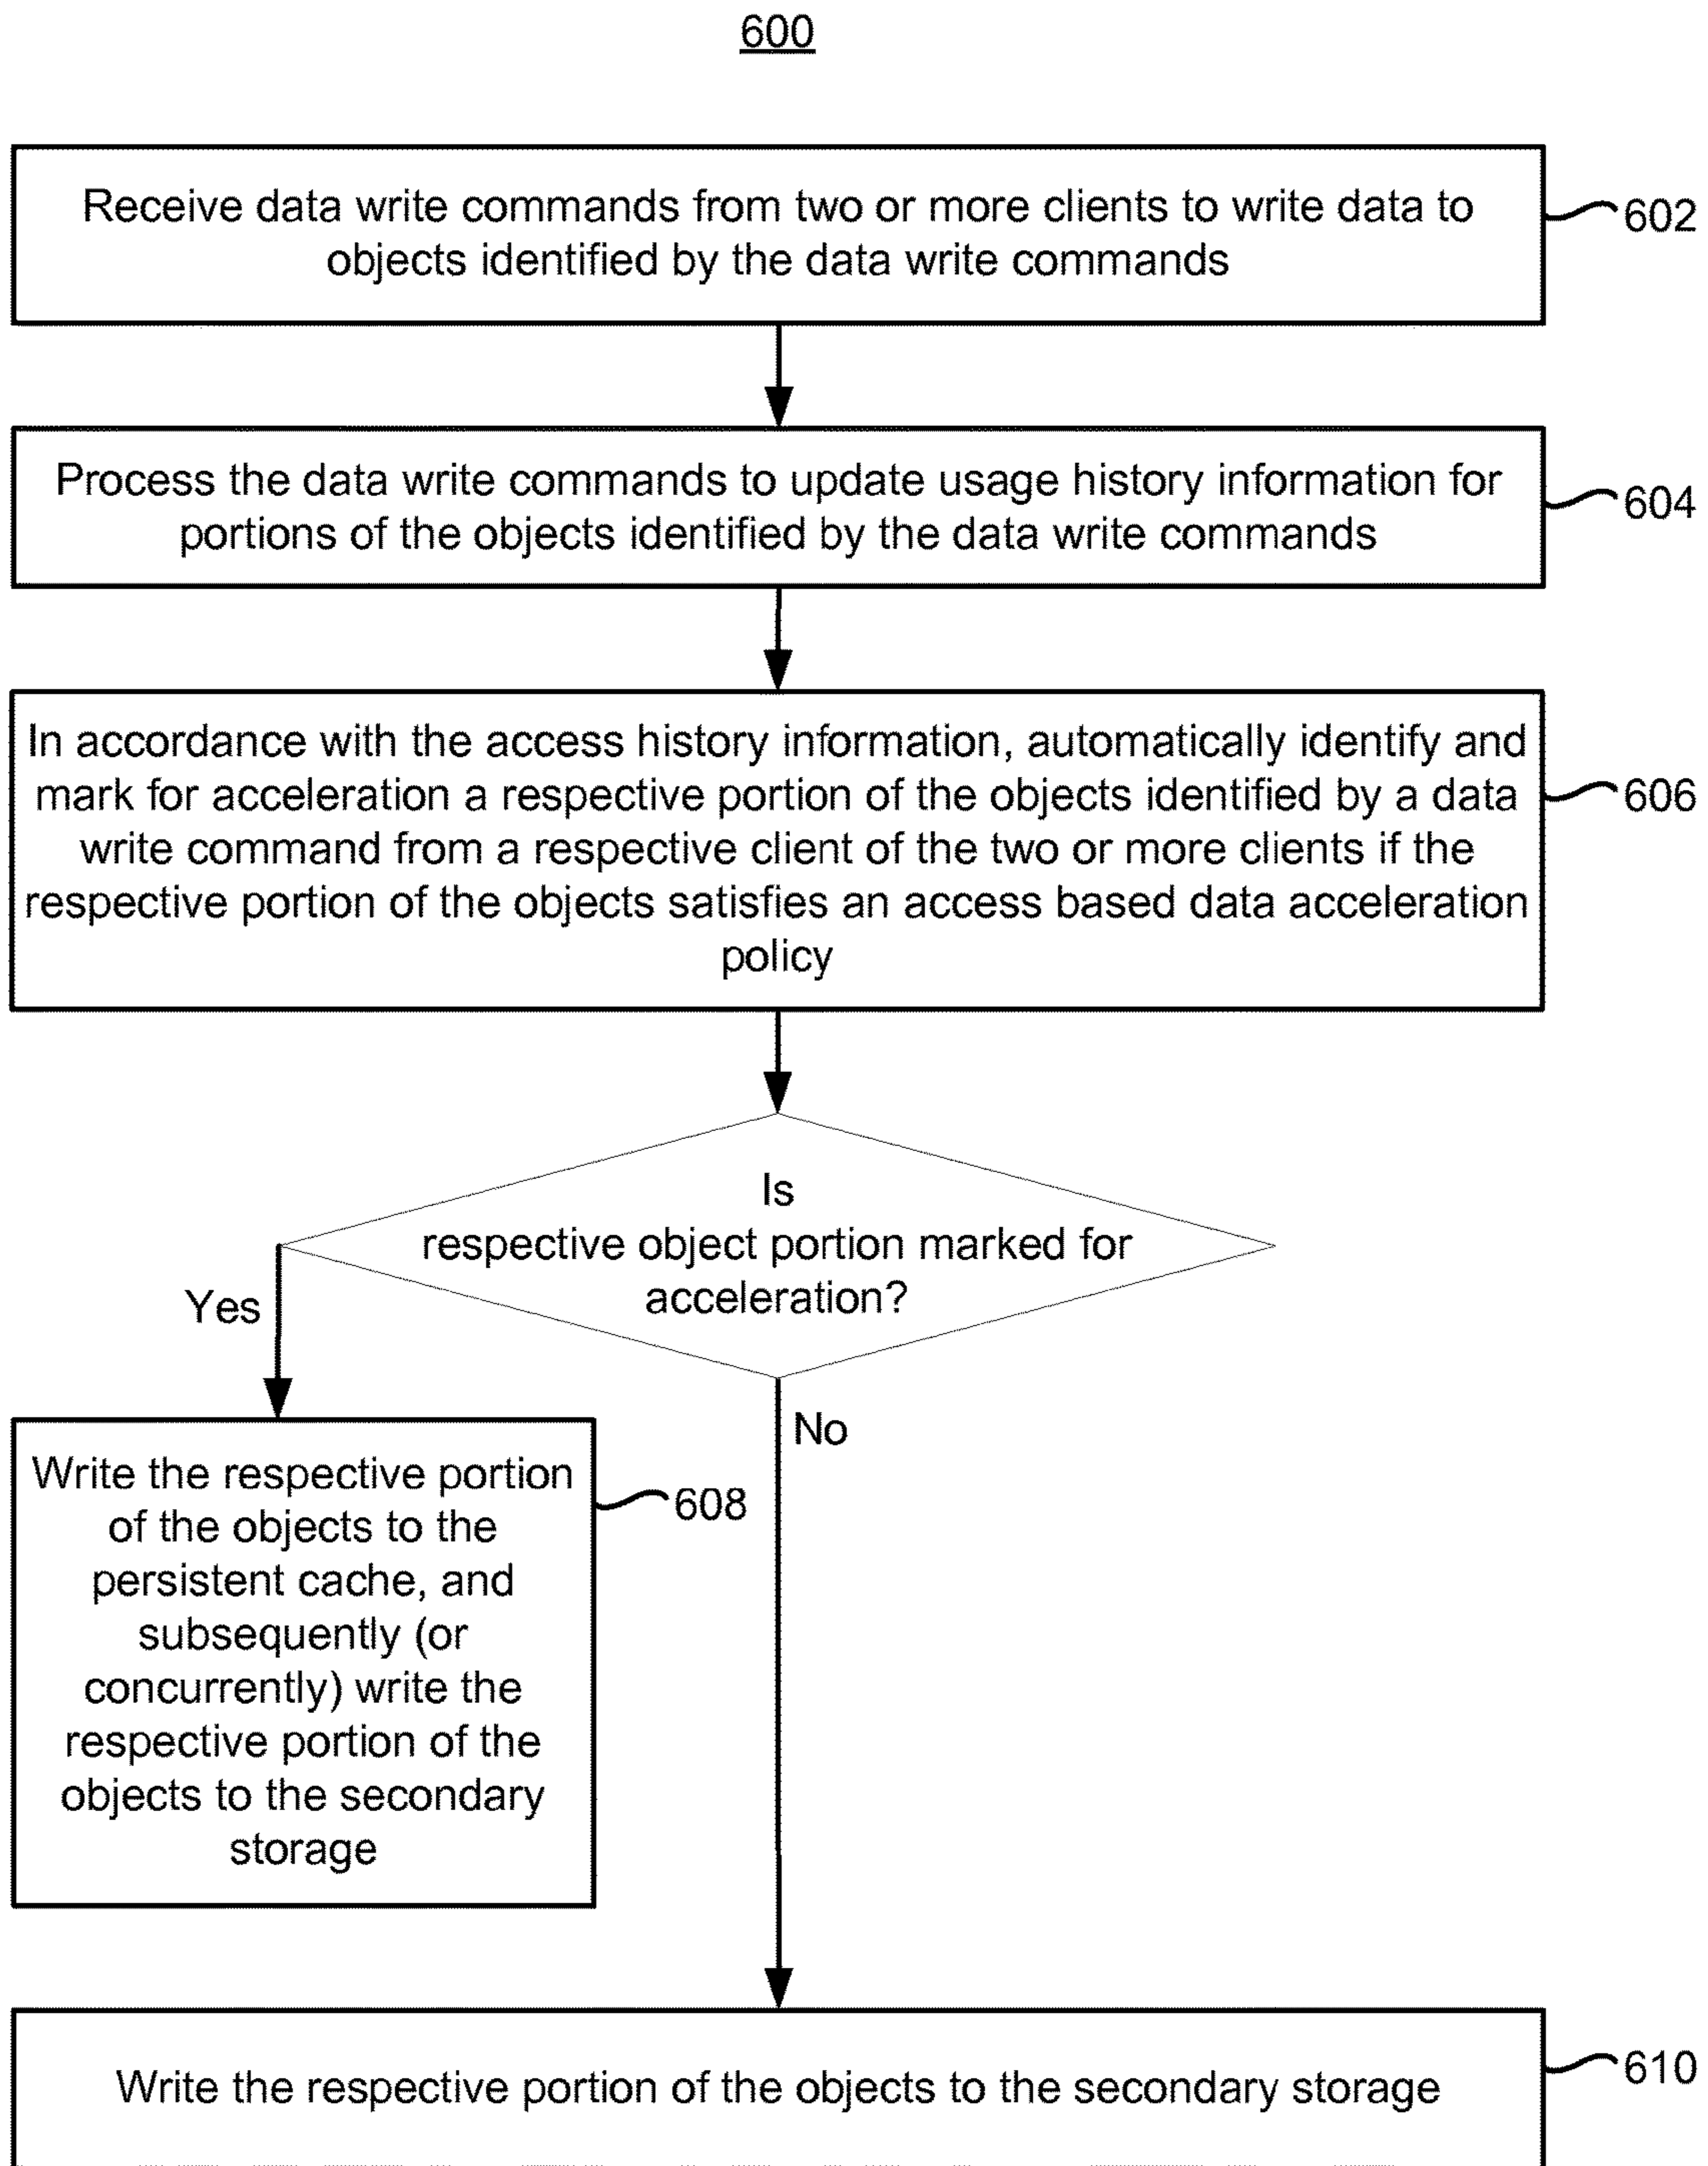 600
Receive data write commands from two or more clients to write data to
objects identified by the data write commands
602
Process the data write commands to update usage history information for
portions of the objects identified by the data write commands
604
In accordance with the access history information, automatically identify and
mark for acceleration a respective portion of the objects identified by a data
write command from a respective client of the two or more clients if the
respective portion of the objects satisfies an access based data acceleration
policy
606
Is
respective object portion marked for
acceleration?
Yes
No
Write the respective portion
of the objects to the
persistent cache, and
subsequently (or
concurrently) write the
respective portion of the
objects to the secondary
storage
608
Write the respective portion of the objects to the secondary storage
610